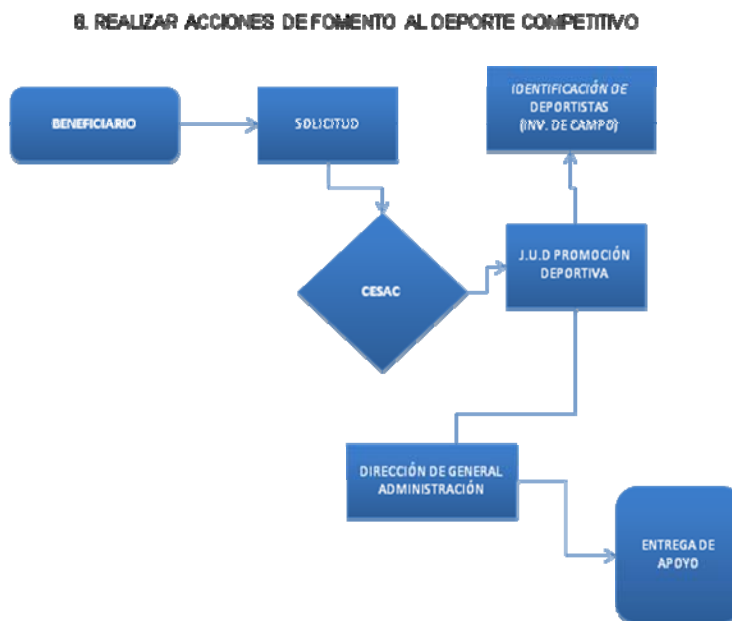 8. REALIZAR ACCIONES DE FOMENTO AL DEPORTE COMPETITIVO
BENEFICIARIO
SOLICITUD
IDENTIFICACIÓN DE
DEPORTISTAS
(INV. DE CAMPO)
CESAC
J.U.D PROMOCIÓN
DEPORTIVA
DIRECCIÓN DE GENERAL
ADMINISTRACIÓN
ENTREGA DE
APOYO